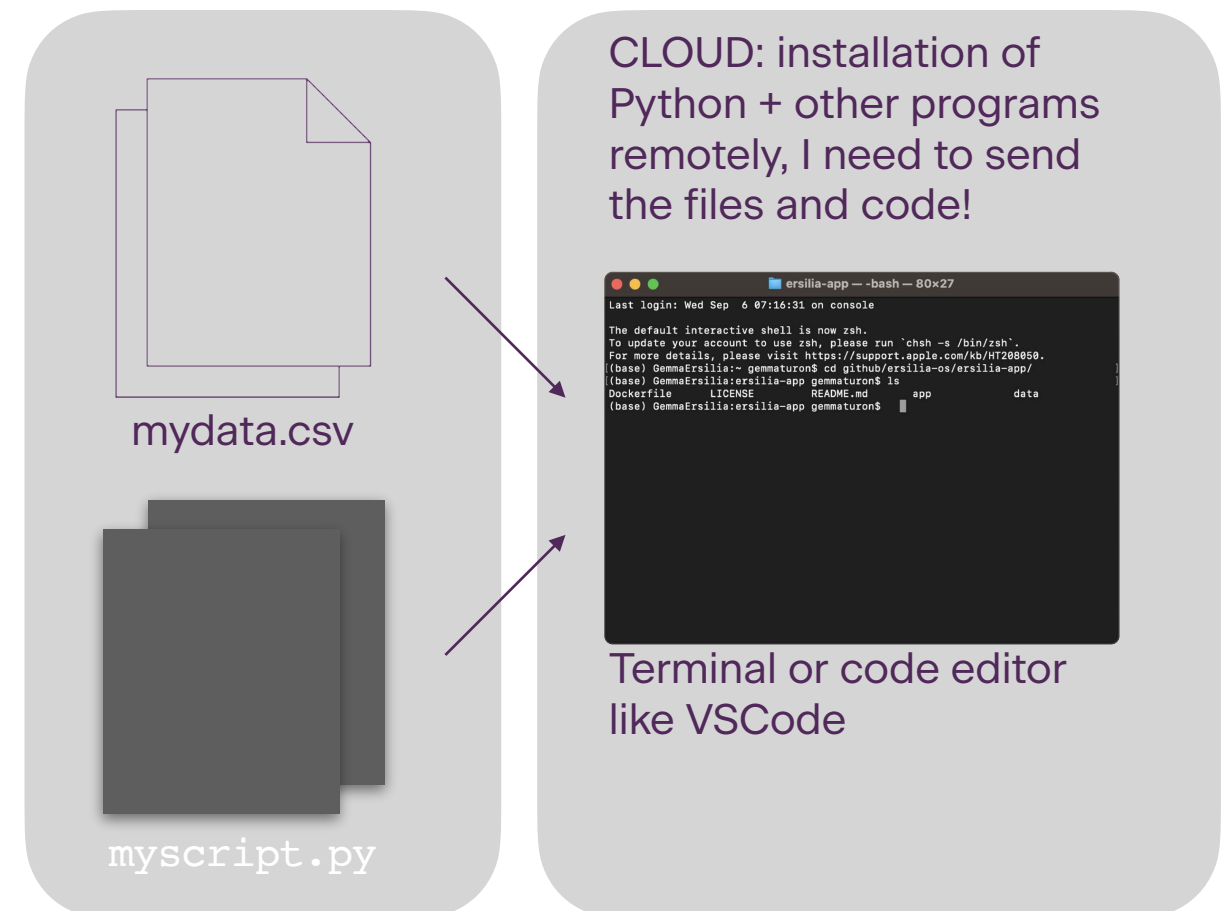 mydata.csv
myscript.py
CLOUD: installation of
Python + other programs
remotely, I need to send
the files and code!
ersilia-app — -bash — 80×27
Last login: Wed Sep  6 07:16:31 on console
The default interactive shell is now zsh.
To update your account to use zsh, please run `chsh -s /bin/zsh`.
For more details, please visit https://support.apple.com/kb/HT208050.
[(base) GemmaErsilia:~ gemmaturon$ cd github/ersilia-os/ersilia-app/ ]
[(base) GemmaErsilia:ersilia-app gemmaturon$ ls ]
Dockerfile LICENSE README.md app data
(base) GemmaErsilia:ersilia-app gemmaturon$
Terminal or code editor
like VSCode